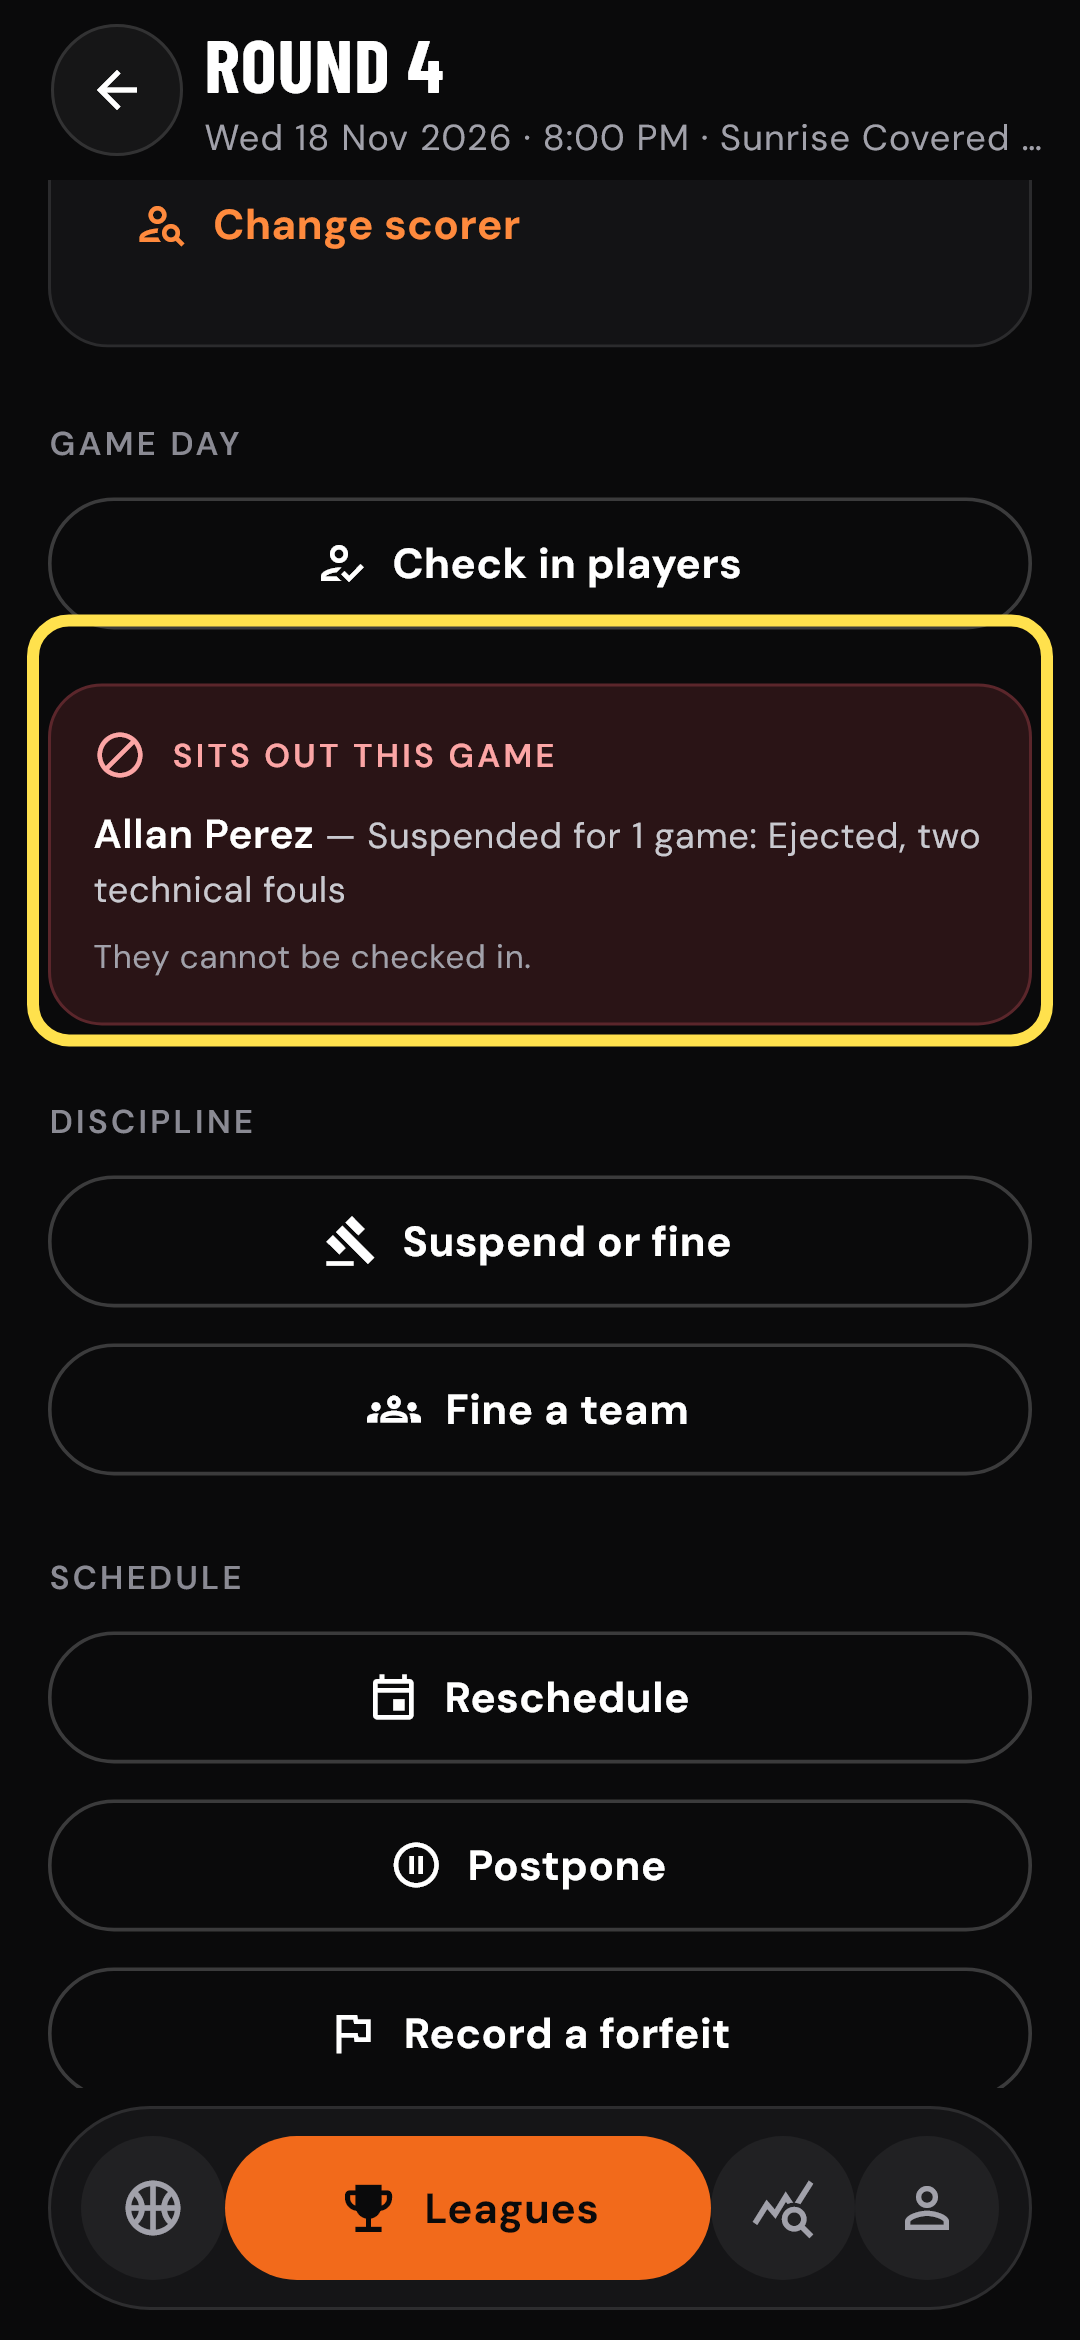 ROUND 4
Wed 18 Nov 2026 · 8:00 PM · Sunrise Covered ...
Change scorer
GAME DAY
Check in players
SITS OUT THIS GAME
Allan Perez — Suspended for 1 game: Ejected, two
technical fouls
They cannot be checked in.
DISCIPLINE
Suspend or fine
Fine a team
SCHEDULE
Reschedule
Postpone
Record a forfeit
Leagues